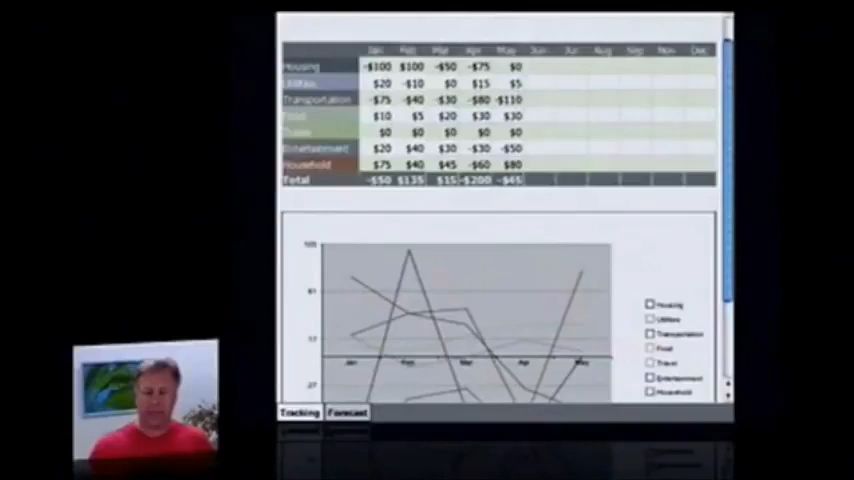 Jan Feb Mar Apr May Jun Jul Aug Sep Nov Dec
Housing -$100 $100 -$50 -$75 $0
Utilities $20 -$10 $0 $15 $5
Transportation -$75 -$40 -$30 -$80 -$110
Food $10 $5 $20 $30 $30
Travel $0 $0 $0 $0 $0
Entertainment $20 $40 $30 -$30 -$50
Household $75 $40 $45 -$60 $80
Total -$50 $135 $15 -$200 -$45
Jan Feb Mar Apr May
Housing
Utilities
Transportation
Food
Travel
Entertainment
Household
Tracking Forecast